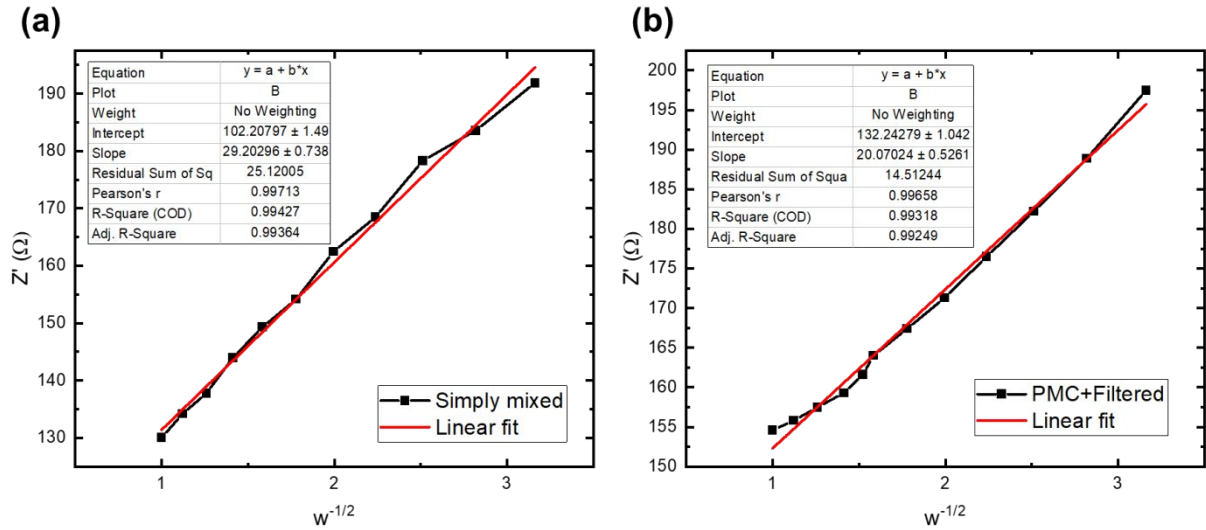 (a)
Equation y = a + b*x
Plot B
Weight No Weighting
Intercept 102.20797 ± 1.49
Slope 29.20296 ± 0.738
Residual Sum of Sq 25.12005
Pearson's r 0.99713
R-Square (COD) 0.99427
Adj. R-Square 0.99364
190
180
170
160
150
140
130
Z' (Ω)
Simply mixed
Linear fit
1 2 3
w-1/2
(b)
Equation y = a + b*x
Plot B
Weight No Weighting
Intercept 132.24279 ± 1.042
Slope 20.07024 ± 0.5261
Residual Sum of Squa 14.51244
Pearson's r 0.99658
R-Square (COD) 0.99318
Adj. R-Square 0.99249
200
195
190
185
180
175
170
165
160
155
150
Z' (Ω)
PMC+Filtered
Linear fit
1 2 3
w-1/2